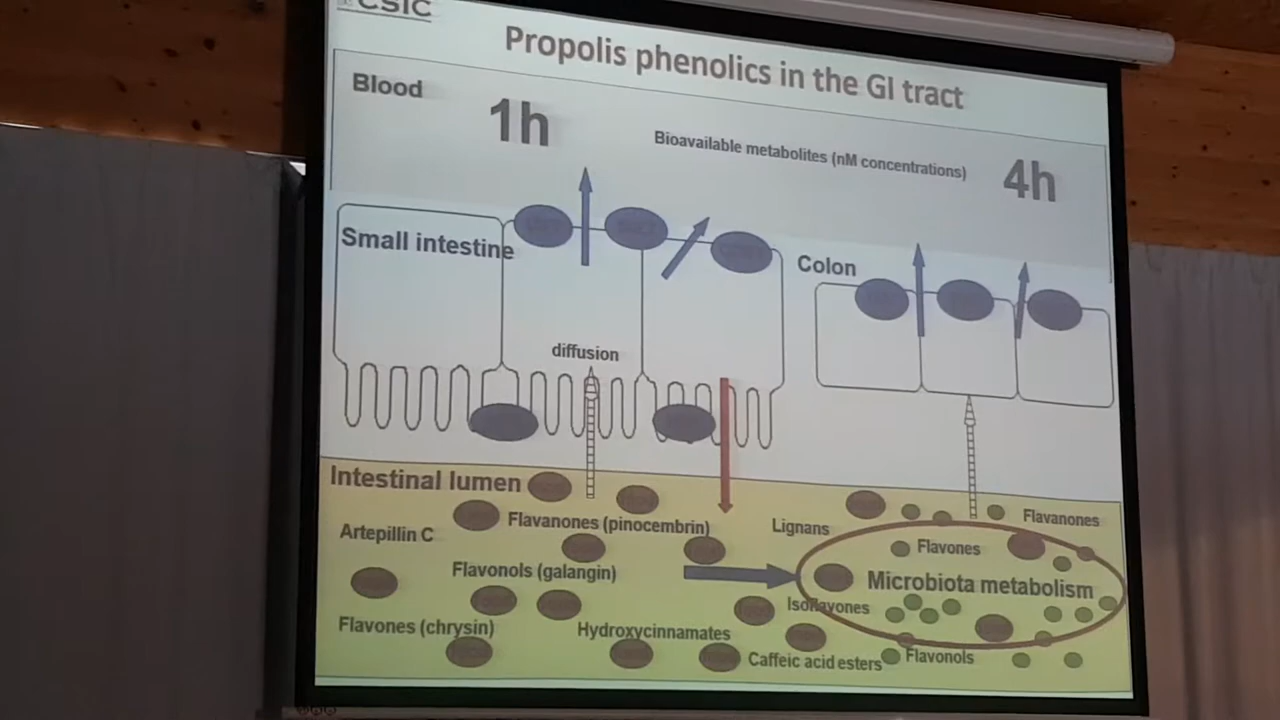 CSIC
Propolis phenolics in the GI tract
Blood
1h
Bioavailable metabolites (nM concentrations)
4h
Small intestine
Colon
diffusion
Intestinal lumen
Artepillin C
Flavanones (pinocembrin)
Lignans
Flavanones
Flavones
Flavonols (galangin)
Microbiota metabolism
Isoflavones
Flavones (chrysin)
Hydroxycinnamates
Caffeic acid esters
Flavonols